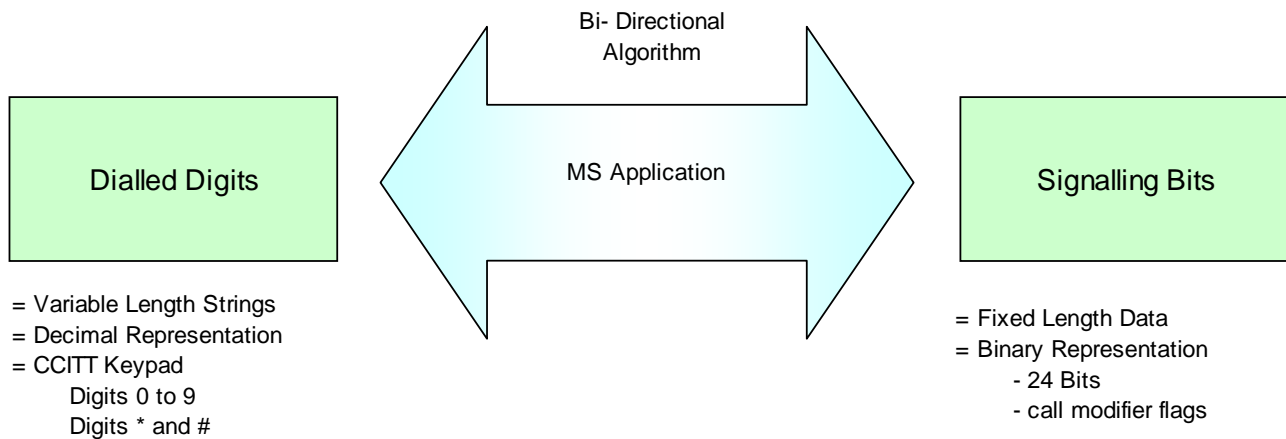 Bi- Directional
Algorithm
Dialled Digits
MS Application
Signalling Bits
= Variable Length Strings
= Decimal Representation
= CCITT Keypad
Digits 0 to 9
Digits * and #
= Fixed Length Data
= Binary Representation
- 24 Bits
- call modifier flags